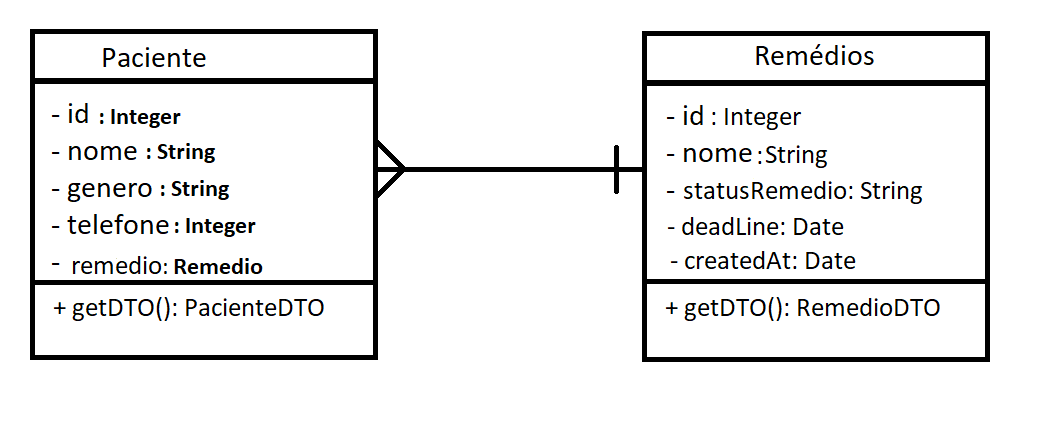 Paciente
- id : Integer
- nome : String
- genero : String
- telefone : Integer
- remedio: Remedio
+ getDTO(): PacienteDTO
Remédios
- id : Integer
- nome :String
- statusRemedio: String
- deadLine: Date
- createdAt: Date
+ getDTO(): RemedioDTO